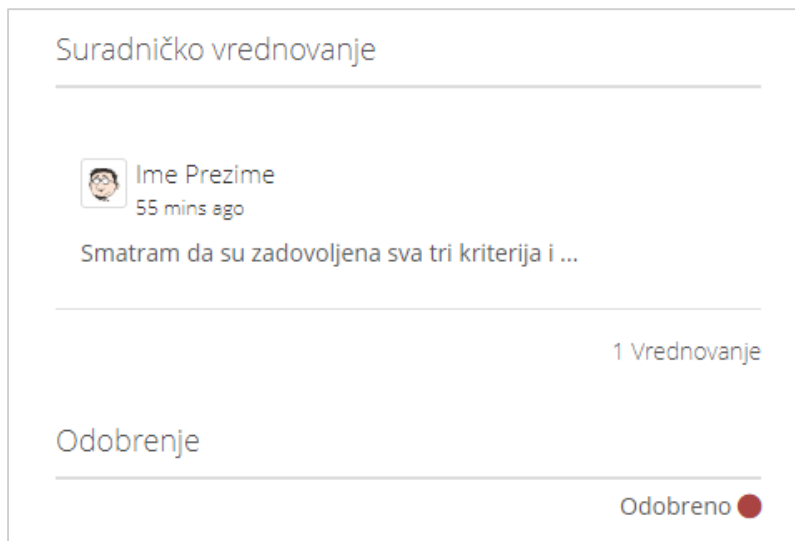 Suradničko vrednovanje
Ime Prezime
55 mins ago
Smatram da su zadovoljena sva tri kriterija i ...
1 Vrednovanje
Odobrenje
Odobreno